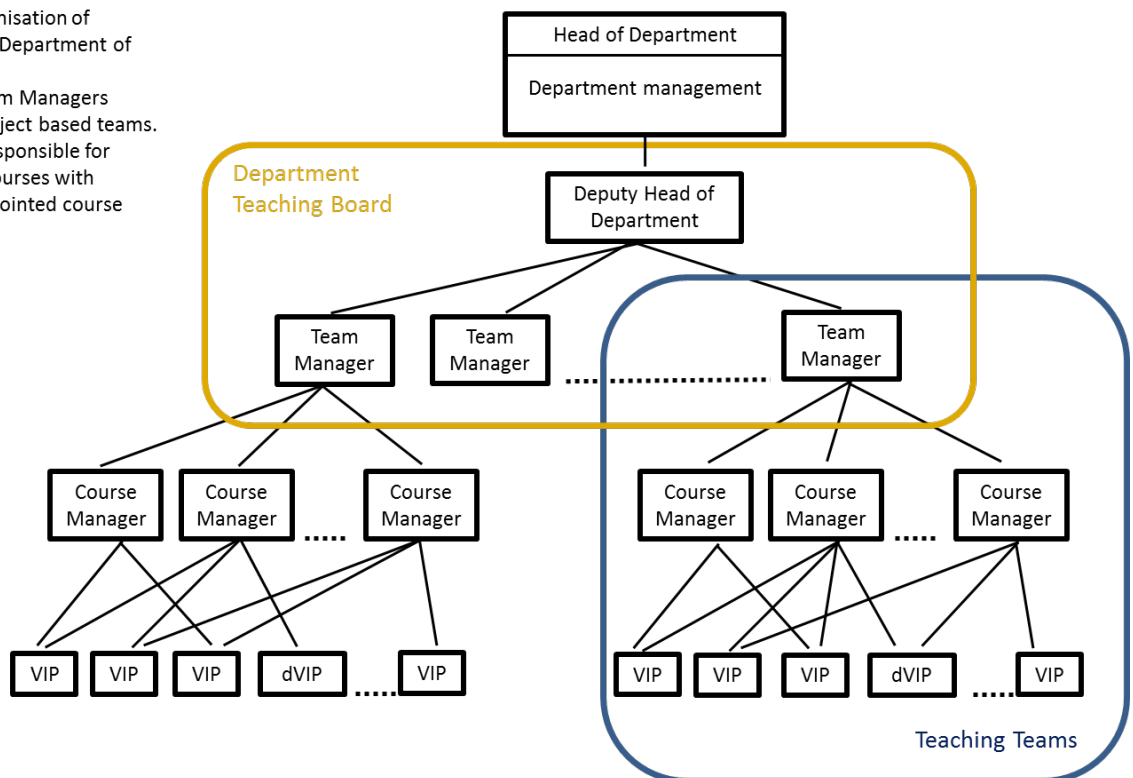 nisation of
Department of
m Managers
ject based teams.
sponsible for
ourses with
ointed course
Head of Department
Department management
Department
Teaching Board
Deputy Head of
Department
Team
Manager
Team
Manager
Team
Manager
Course
Manager
Course
Manager
Course
Manager
Course
Manager
Course
Manager
Course
Manager
VIP
VIP
VIP
dVIP
VIP
VIP
VIP
VIP
dVIP
VIP
Teaching Teams